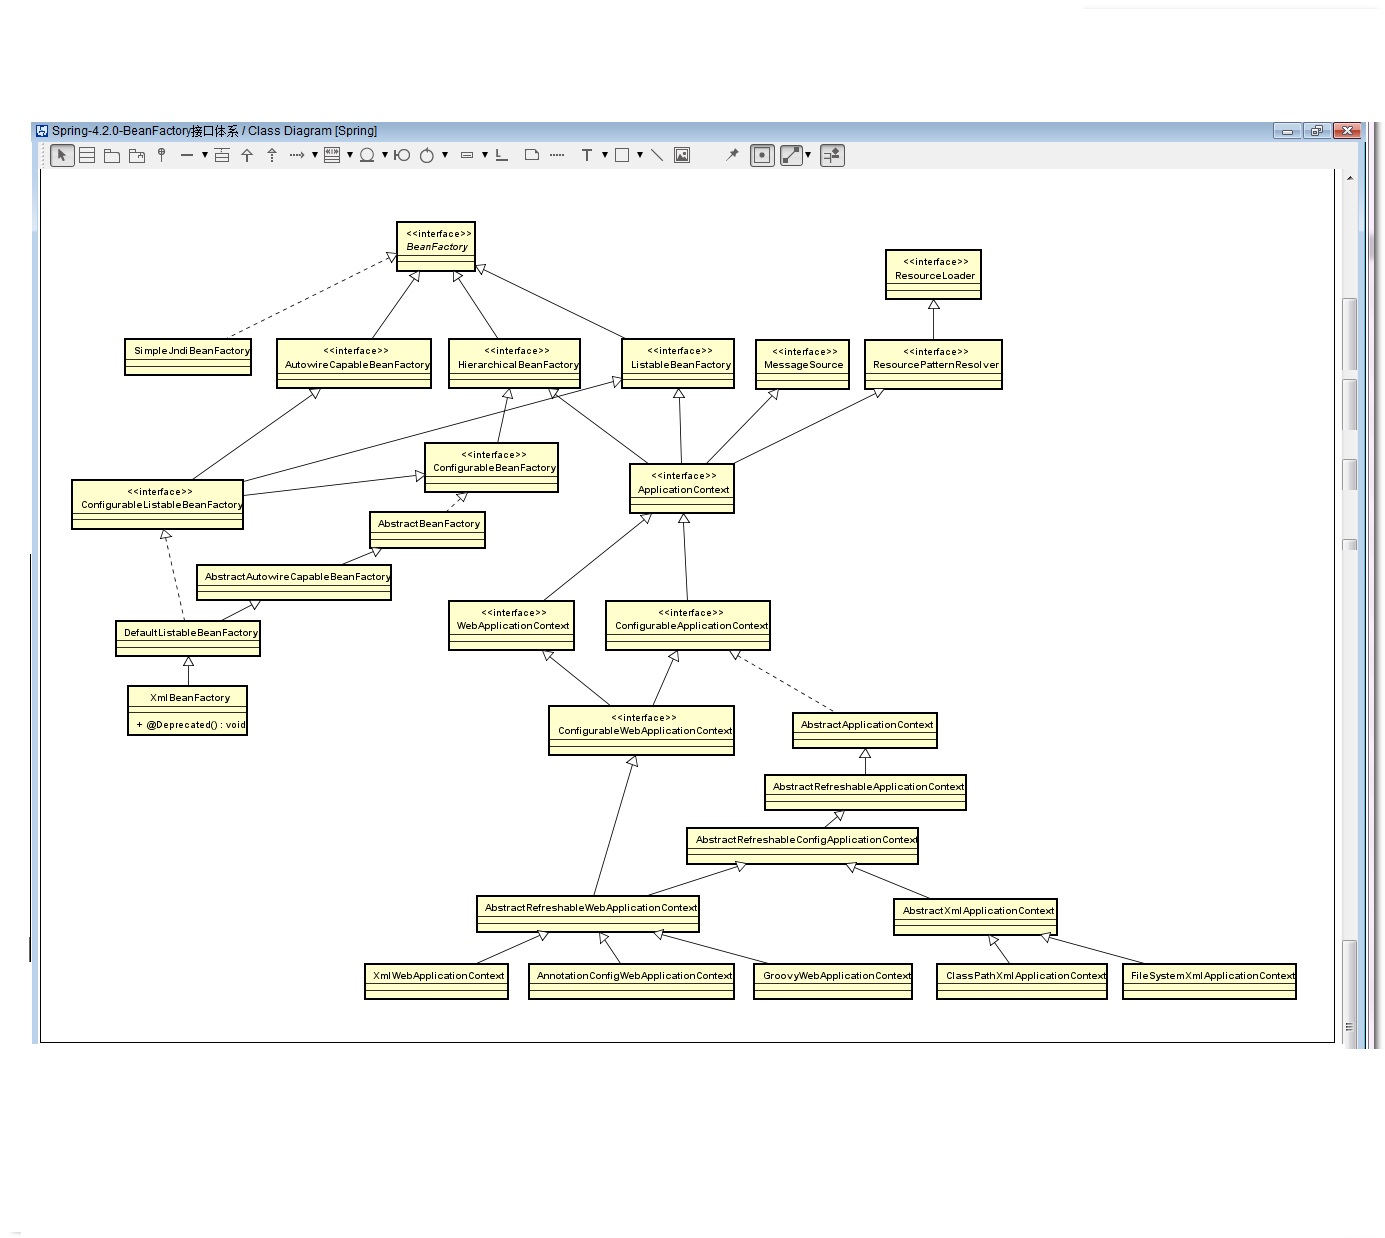 Spring-4.2.0-BeanFactory接口体系 / Class Diagram [Spring]
<<interface>>
BeanFactory
<<interface>>
ResourceLoader
SimpleJndiBeanFactory
<<interface>>
AutowireCapableBeanFactory
<<interface>>
HierarchicalBeanFactory
<<interface>>
ListableBeanFactory
<<interface>>
MessageSource
<<interface>>
ResourcePatternResolver
<<interface>>
ConfigurableBeanFactory
<<interface>>
ApplicationContext
<<interface>>
ConfigurableListableBeanFactory
AbstractBeanFactory
AbstractAutowireCapableBeanFactory
<<interface>>
WebApplicationContext
<<interface>>
ConfigurableApplicationContext
DefaultListableBeanFactory
XmlBeanFactory
+ @Deprecated() : void
<<interface>>
ConfigurableWebApplicationContext
AbstractApplicationContext
AbstractRefreshableApplicationContext
AbstractRefreshableConfigApplicationContext
AbstractRefreshableWebApplicationContext
AbstractXmlApplicationContext
XmlWebApplicationContext
AnnotationConfigWebApplicationContext
GroovyWebApplicationContext
ClassPathXmlApplicationContext
FileSystemXmlApplicationContext